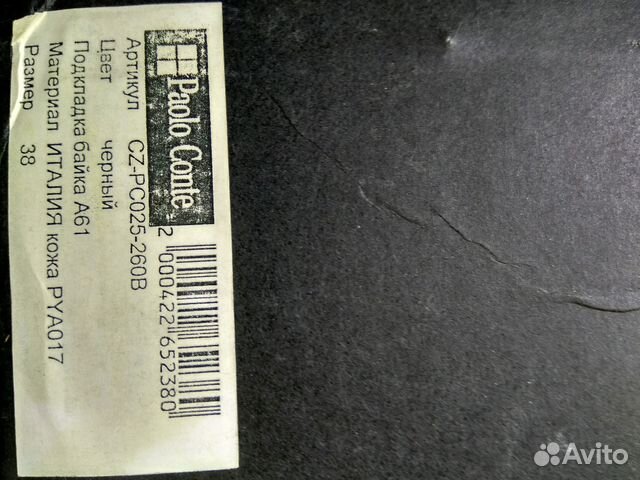 Paolo Conte
2 000422 652380
Артикул CZ-PC025-260B
Цвет черный
Подкладка байка А61
Материал ИТАЛИЯ кожа PYA017
Размер 38
Avito